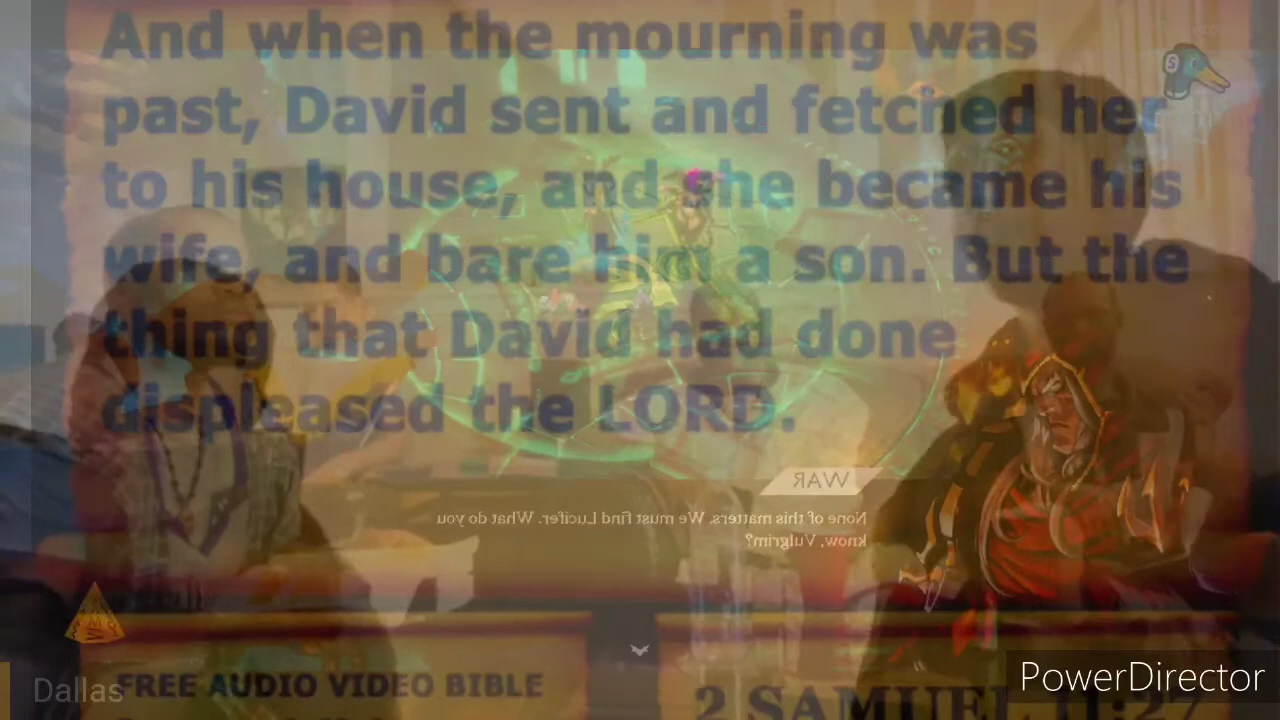 And when the mourning was
past, David sent and fetched her
to his house, and she became his
wife, and bare him a son. But the
thing that David had done
displeased the LORD.
WAR
None of this matters. We must find Lucifer. What do you
know, Vulgrim?
Dallas
FREE AUDIO VIDEO BIBLE
2 SAMUEL 11:27
PowerDirector